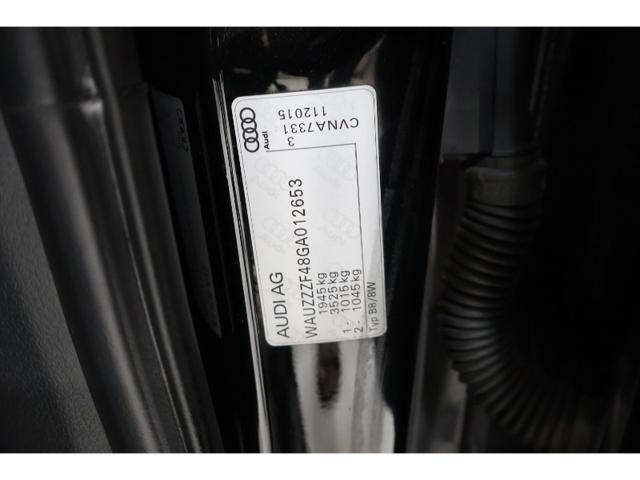 AUDI AG
WAUZZZF48GA012653
1945 kg
3525 kg
1 - 1015 kg
2 - 1045 kg
Typ B8/8W
Audi
3
CVNA7331
112015